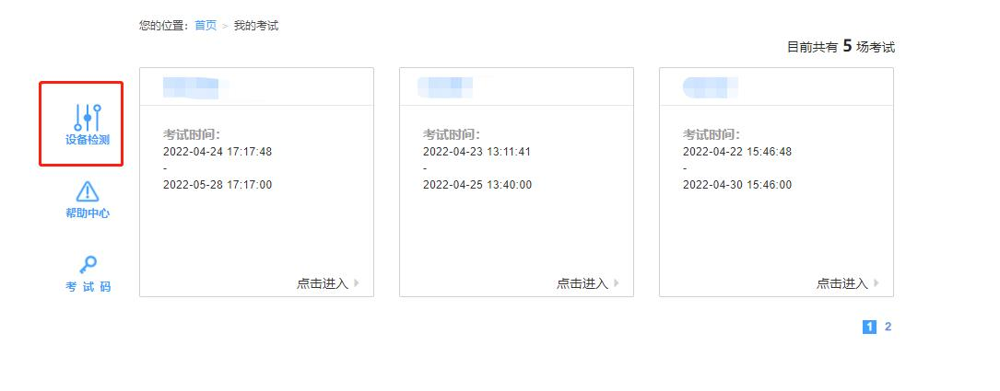 您的位置：首页 > 我的考试
目前共有 5 场考试
设备检测
帮助中心
考 试 码
考试时间：
2022-04-24 17:17:48
-
2022-05-28 17:17:00
点击进入
考试时间：
2022-04-23 13:11:41
-
2022-04-25 13:40:00
点击进入
考试时间：
2022-04-22 15:46:48
-
2022-04-30 15:46:00
点击进入
1 2